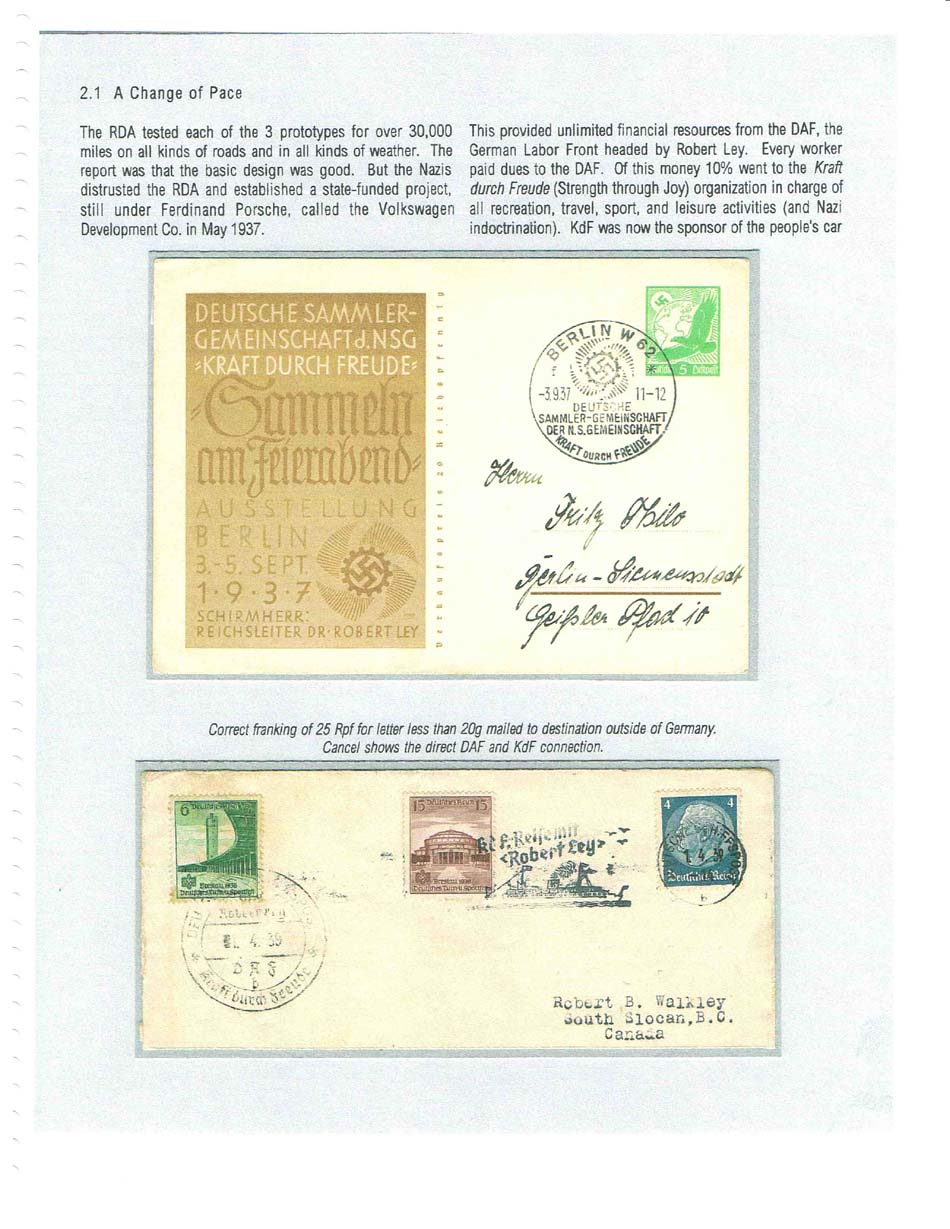 2.1 A Change of Pace
The RDA tested each of the 3 prototypes for over 30,000
miles on all kinds of roads and in all kinds of weather. The
report was that the basic design was good. But the Nazis
distrusted the RDA and established a state-funded project,
still under Ferdinand Porsche, called the Volkswagen
Development Co. in May 1937.
This provided unlimited financial resources from the DAF, the
German Labor Front headed by Robert Ley. Every worker
paid dues to the DAF. Of this money 10% went to the Kraft
durch Freude (Strength through Joy) organization in charge of
all recreation, travel, sport, and leisure activities (and Nazi
indoctrination). KdF was now the sponsor of the people's car
DEUTSCHE SAMMLER-
GEMEINSCHAFT d. NSG
"KRAFT DURCH FREUDE"
"Sammeln
am Feierabend"
AUSSTELLUNG
BERLIN
3.-5. SEPT.
1·9·3·7
SCHIRMHERR:
REICHSLEITER DR·ROBERT LEY
Verkaufspreis 20 Reichspfennig
5
BERLIN W 62
-3.9.37 11-12
DEUTSCHE
SAMMLER-GEMEINSCHAFT
DER N.S.GEMEINSCHAFT
KRAFT DURCH FREUDE
Herrn
Fritz Thilo
Berlin-Siemensstadt
Geißler Pfad 10
Correct franking of 25 Rpf for letter less than 20g mailed to destination outside of Germany.
Cancel shows the direct DAF and KdF connection.
6
Breslau 1938
15 Deutsches Reich 15
Breslau 1938
Deutsches Turn-u. Sportfest
4 4
Deutsches Reich
1.4.39
b
K.d.F. Reise mit
<Robert Ley>
Robert Ley
4.39
DAF
b
Kraft durch Freude
Robert B. Walkley
South Slocan, B.C.
Canada